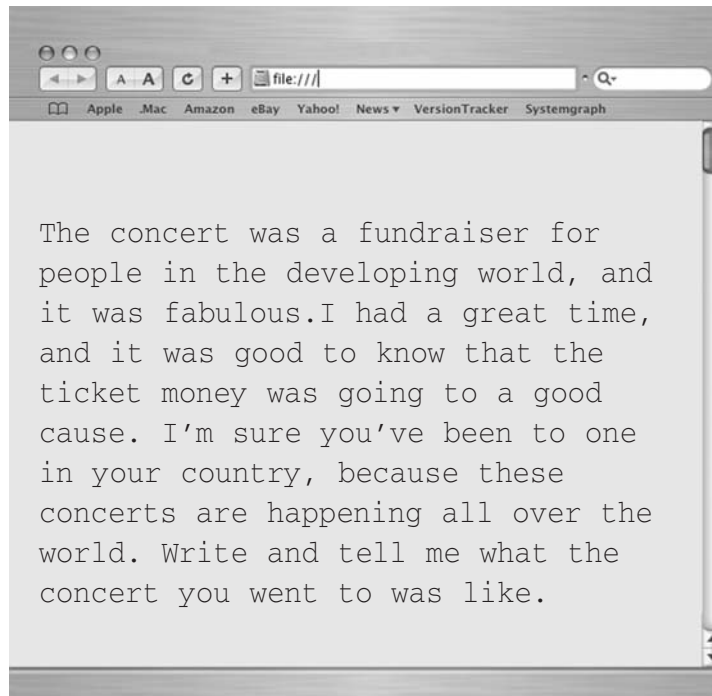 A A C + file:/// Q
Apple .Mac Amazon eBay Yahoo! News VersionTracker Systemgraph
The concert was a fundraiser for
people in the developing world, and
it was fabulous.I had a great time,
and it was good to know that the
ticket money was going to a good
cause. I'm sure you've been to one
in your country, because these
concerts are happening all over the
world. Write and tell me what the
concert you went to was like.